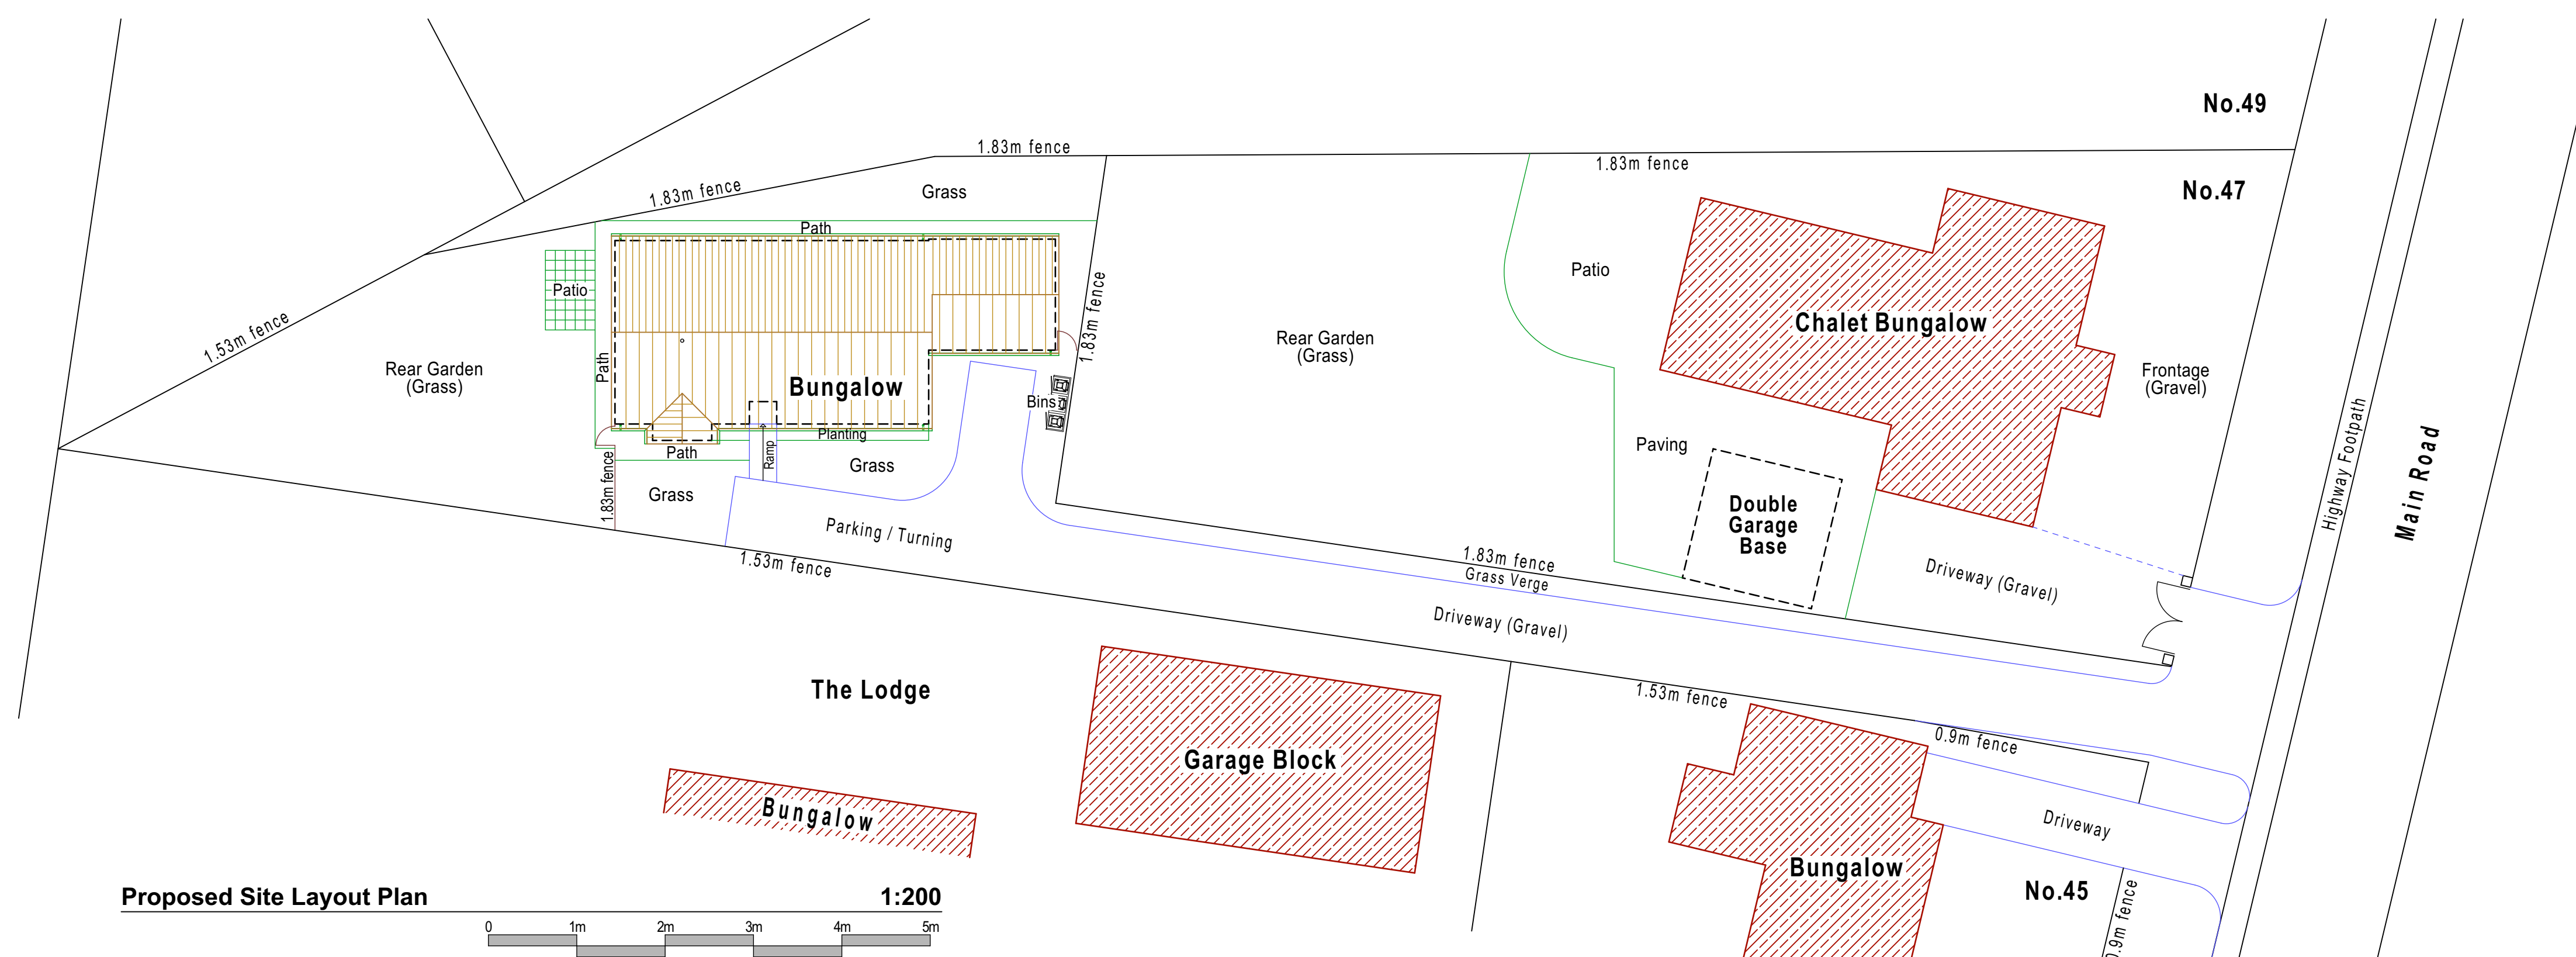 No.49
1.83m fence
1.83m fence
No.47
1.83m fence
Grass
Path
Patio
Patio
1.83m fence
Chalet Bungalow
1.53m fence
Rear Garden
(Grass)
Rear Garden
(Grass)
Path
Bungalow
Bins
Frontage
(Gravel)
Highway Footpath
Main Road
Planting
Path
Ramp
Grass
Paving
1.83m fence
Grass
Double
Garage
Base
Parking / Turning
1.53m fence
1.83m fence
Grass Verge
Driveway (Gravel)
Driveway (Gravel)
The Lodge
1.53m fence
0.9m fence
Garage Block
Bungalow
Driveway
Bungalow
No.45
0.9m fence
Proposed Site Layout Plan 1:200
0 1m 2m 3m 4m 5m